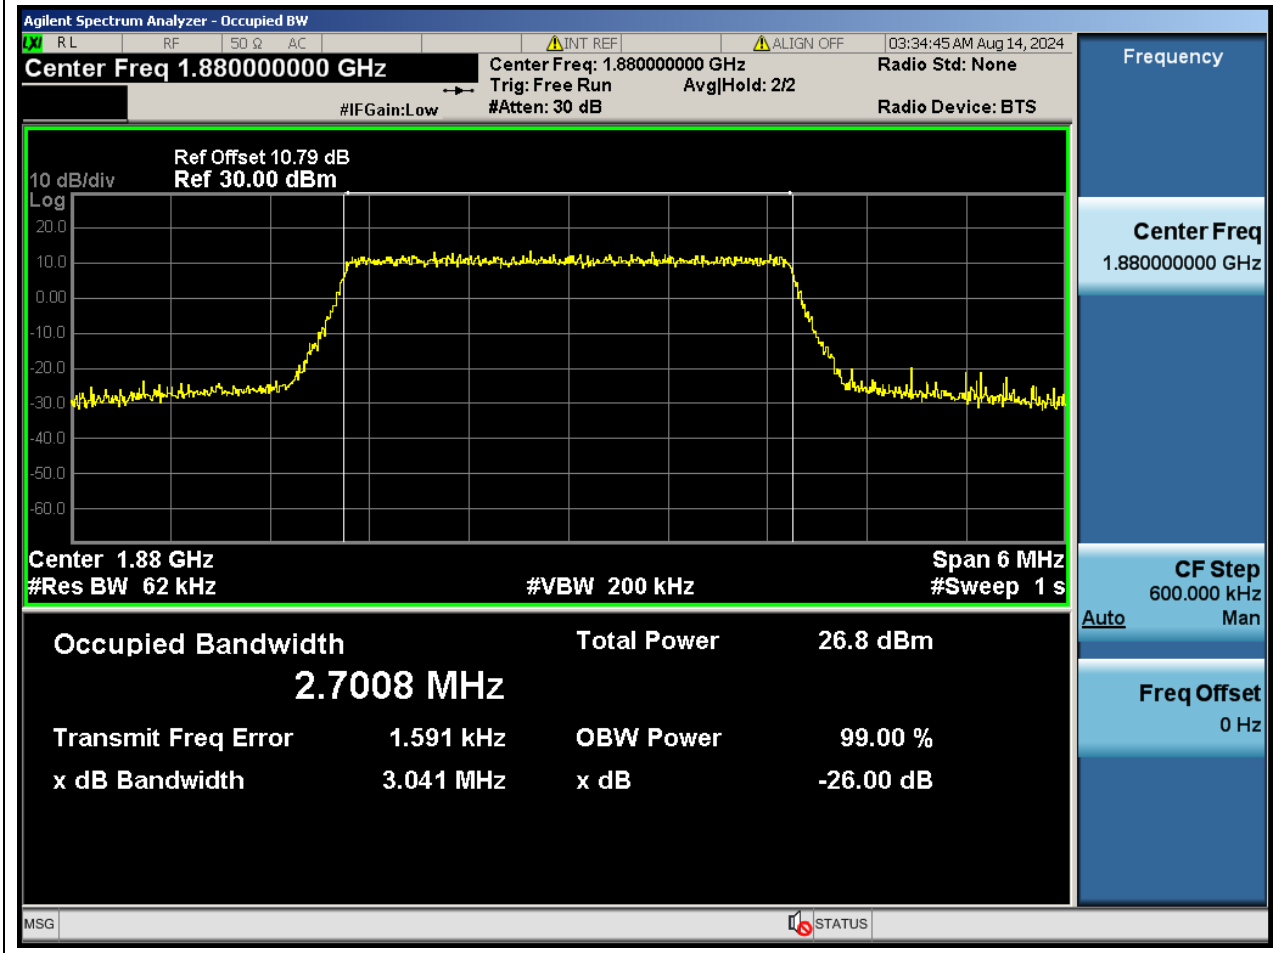 Agilent Spectrum Analyzer - Occupied BW
LXI RL RF 50 Ω AC INT REF ALIGN OFF 03:34:45 AM Aug 14, 2024
Center Freq 1.880000000 GHz
Center Freq: 1.880000000 GHz
Radio Std: None
Trig: Free Run Avg|Hold: 2/2
#IFGain:Low
#Atten: 30 dB
Radio Device: BTS
Ref Offset 10.79 dB
10 dB/div Ref 30.00 dBm
Log
20.0
10.0
0.00
-10.0
-20.0
-30.0
-40.0
-50.0
-60.0
Center 1.88 GHz Span 6 MHz
#Res BW 62 kHz #VBW 200 kHz #Sweep 1 s
Occupied Bandwidth Total Power 26.8 dBm
2.7008 MHz
Transmit Freq Error 1.591 kHz OBW Power 99.00 %
x dB Bandwidth 3.041 MHz x dB -26.00 dB
Frequency
Center Freq
1.880000000 GHz
CF Step
600.000 kHz
Auto Man
Freq Offset
0 Hz
MSG STATUS